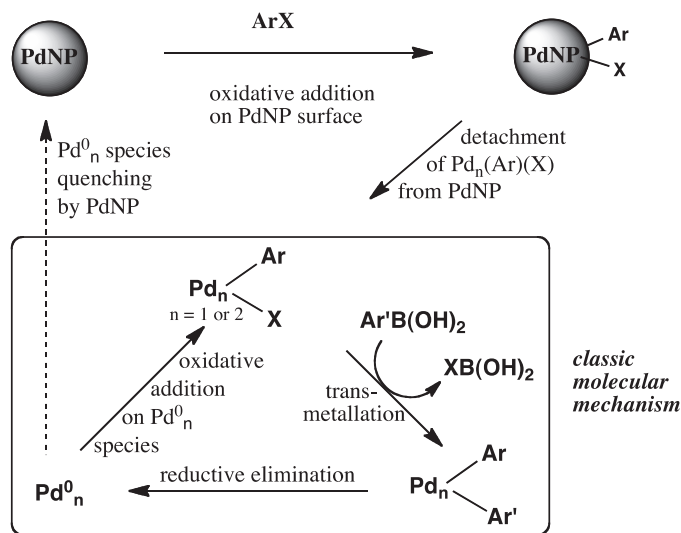 ArX
PdNP
PdNP
Ar
X
oxidative addition
on PdNP surface
detachment
of Pdn(Ar)(X)
from PdNP
Pd0n species
quenching
by PdNP
Ar
Pdn
X
n = 1 or 2
Ar'B(OH)2
XB(OH)2
oxidative
addition
on Pd0n
species
trans-
metallation
classic
molecular
mechanism
Ar
Pdn
Ar'
reductive elimination
Pd0n